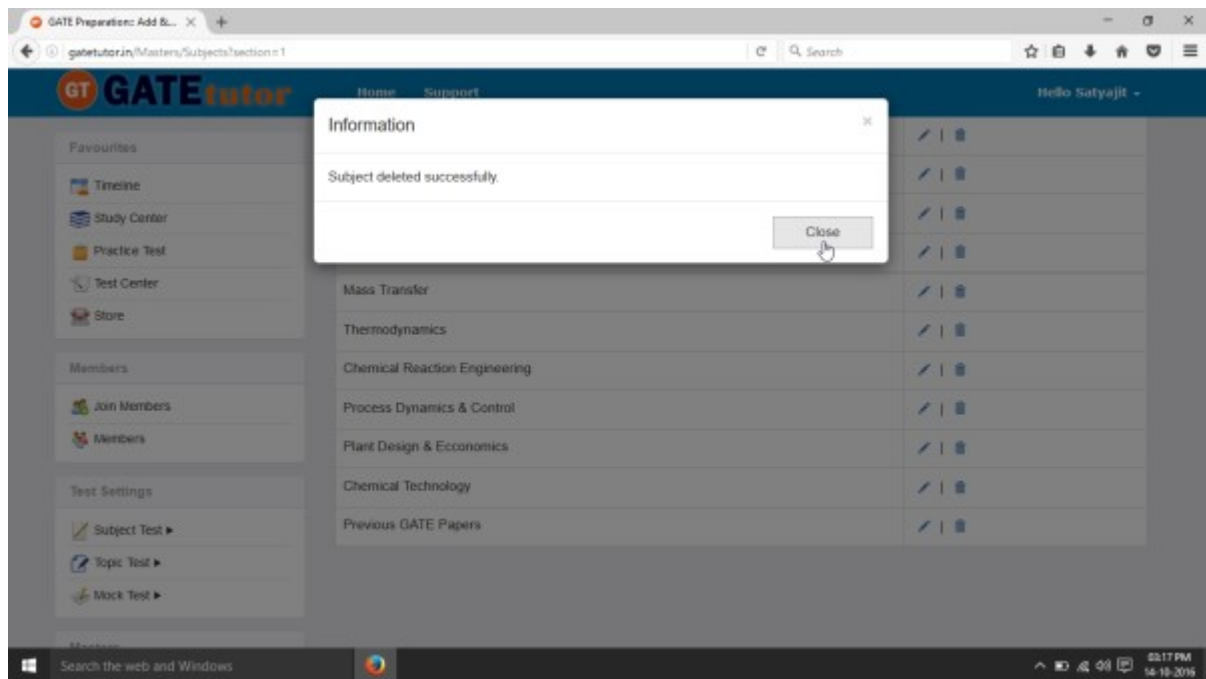 GATE Preparation:: Add &...
gatetutor.in/Masters/Subjects?section=1
Search
GT GATEtutor
Home Support
Hello Satyajit
Information
Subject deleted successfully.
Close
Favourites
Timeline
Study Center
Practice Test
Test Center
Store
Members
Join Members
Members
Test Settings
Subject Test
Topic Test
Mock Test
Masters
Mass Transfer
Thermodynamics
Chemical Reaction Engineering
Process Dynamics & Control
Plant Design & Ecconomics
Chemical Technology
Previous GATE Papers
Search the web and Windows
03:17 PM
14-10-2016